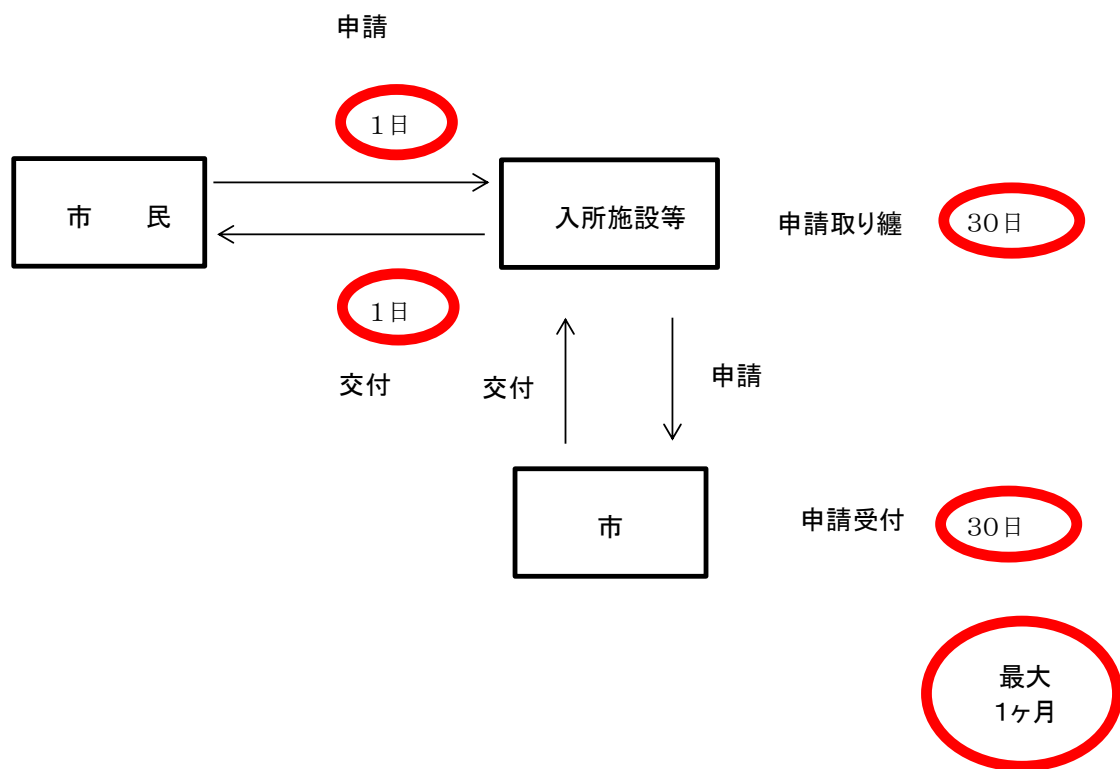 申請
1日
市　　民
入所施設等
申請取り纏
30日
1日
交付
交付
申請
市
申請受付
30日
最大
1ヶ月